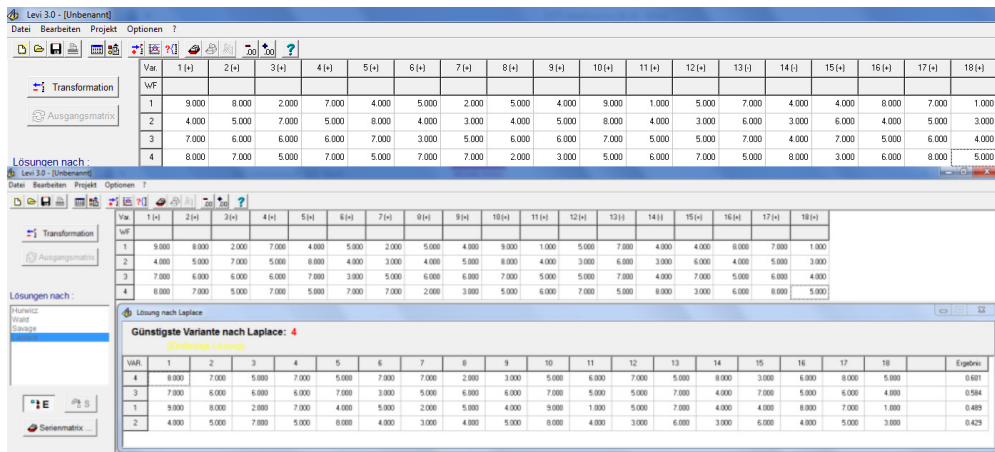 Levi 3.0 - [Unbenannt]
Datei Bearbeiten Projekt Optionen ?
Var. 1 (+) 2 (+) 3 (+) 4 (+) 5 (+) 6 (+) 7 (+) 8 (+) 9 (+) 10 (+) 11 (+) 12 (+) 13 (-) 14 (-) 15 (+) 16 (+) 17 (+) 18 (+)
Transformation WF
1 9.000 8.000 2.000 7.000 4.000 5.000 2.000 5.000 4.000 9.000 1.000 5.000 7.000 4.000 4.000 8.000 7.000 1.000
Ausgangsmatrix 2 4.000 5.000 7.000 5.000 8.000 4.000 3.000 4.000 5.000 8.000 4.000 3.000 6.000 3.000 6.000 4.000 5.000 3.000
3 7.000 6.000 6.000 6.000 7.000 3.000 5.000 6.000 6.000 7.000 5.000 5.000 7.000 4.000 7.000 5.000 6.000 4.000
Lösungen nach : 4 8.000 7.000 5.000 7.000 5.000 7.000 7.000 2.000 3.000 5.000 6.000 7.000 5.000 8.000 3.000 6.000 8.000 5.000
Levi 3.0 - [Unbenannt]
Datei Bearbeiten Projekt Optionen ?
Var. 1 (+) 2 (+) 3 (+) 4 (+) 5 (+) 6 (+) 7 (+) 8 (+) 9 (+) 10 (+) 11 (+) 12 (+) 13 (-) 14 (-) 15 (+) 16 (+) 17 (+) 18 (+)
Transformation WF
1 9.000 8.000 2.000 7.000 4.000 5.000 2.000 5.000 4.000 9.000 1.000 5.000 7.000 4.000 4.000 8.000 7.000 1.000
Ausgangsmatrix 2 4.000 5.000 7.000 5.000 8.000 4.000 3.000 4.000 5.000 8.000 4.000 3.000 6.000 3.000 6.000 4.000 5.000 3.000
3 7.000 6.000 6.000 6.000 7.000 3.000 5.000 6.000 6.000 7.000 5.000 5.000 7.000 4.000 7.000 5.000 6.000 4.000
Lösungen nach : 4 8.000 7.000 5.000 7.000 5.000 7.000 7.000 2.000 3.000 5.000 6.000 7.000 5.000 8.000 3.000 6.000 8.000 5.000
Hurwicz
Wald
Savage
Lösung nach Laplace
Günstigste Variante nach Laplace: 4
VAR. 1 2 3 4 5 6 7 8 9 10 11 12 13 14 15 16 17 18 Ergebnis
4 8.000 7.000 5.000 7.000 5.000 7.000 7.000 2.000 3.000 5.000 6.000 7.000 5.000 8.000 3.000 6.000 8.000 5.000 0.601
3 7.000 6.000 6.000 6.000 7.000 3.000 5.000 6.000 6.000 7.000 5.000 5.000 7.000 4.000 7.000 5.000 6.000 4.000 0.584
1 9.000 8.000 2.000 7.000 4.000 5.000 2.000 5.000 4.000 9.000 1.000 5.000 7.000 4.000 4.000 8.000 7.000 1.000 0.489
2 4.000 5.000 7.000 5.000 8.000 4.000 3.000 4.000 5.000 8.000 4.000 3.000 6.000 3.000 6.000 4.000 5.000 3.000 0.429
E S
Serienmatrix ...